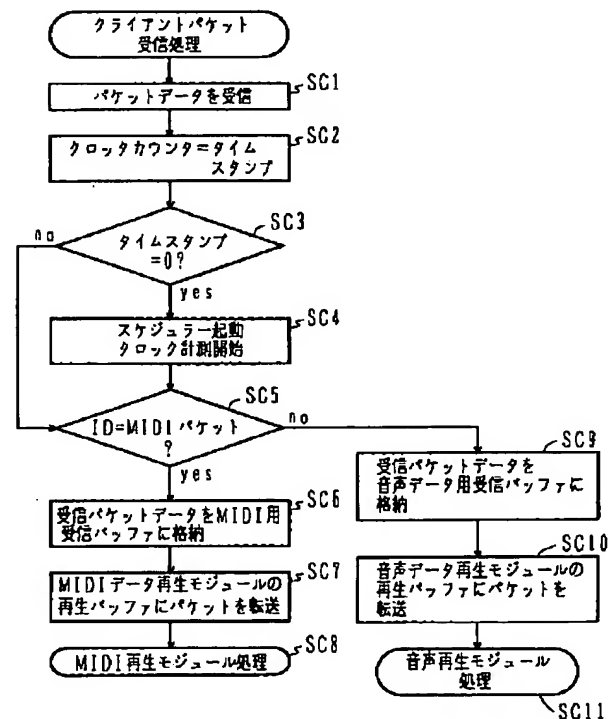 クライアントパケット
受信処理
パケットデータを受信
SC1
クロックカウンタ=タイム
スタンプ
SC2
タイムスタンプ
=0?
SC3
no
yes
スケジュラー起動
クロック計測開始
SC4
ID=MIDIパケット
?
SC5
no
yes
受信パケットデータをMIDI用
受信バッファに格納
SC6
MIDIデータ再生モジュールの
再生バッファにパケットを転送
SC7
MIDI再生モジュール処理
SC8
受信パケットデータを
音声データ用受信バッファに
格納
SC9
音声データ再生モジュールの
再生バッファにパケットを
転送
SC10
音声再生モジュール
処理
SC11